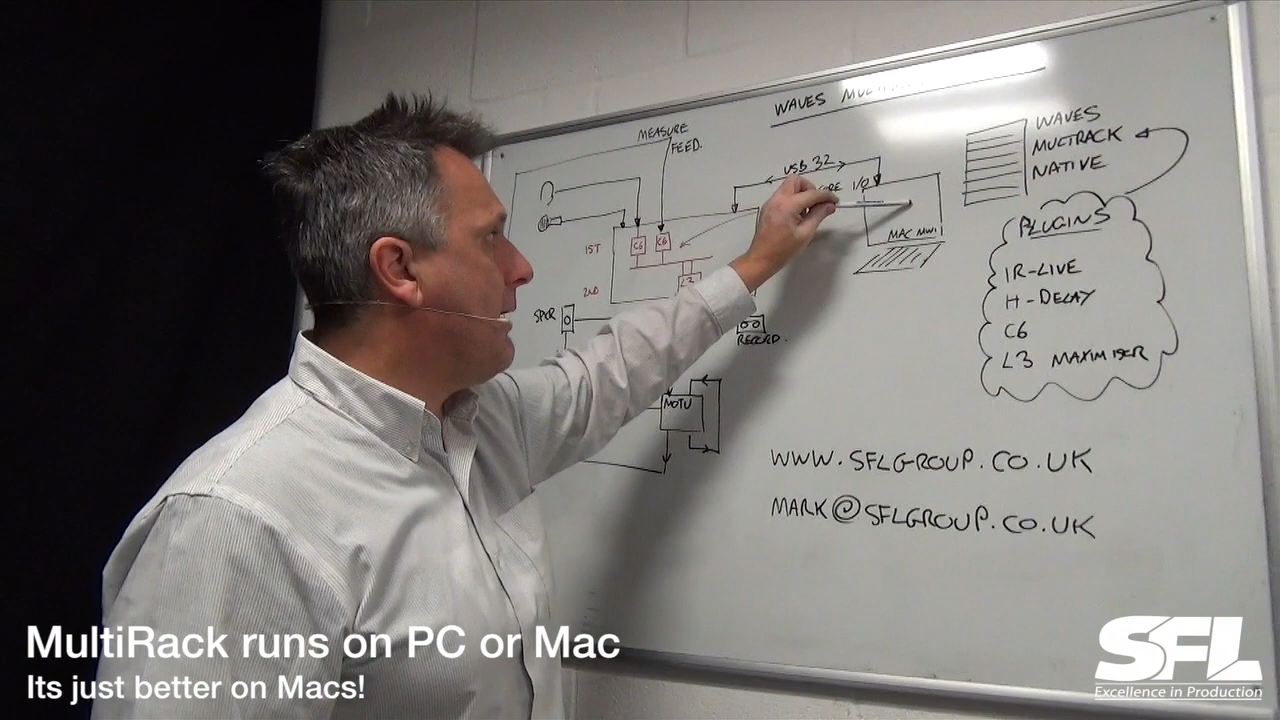 WAVES
MEASURE
FEED.
USB 32
I/O
WAVES
MULTRACK
NATIVE
PLUGINS
IR-LIVE
H-DELAY
C6
L3 MAXIMISER
MAC MINI
1ST
C6
C6
2ND
L3
SPKR
RECORD.
MOTU
WWW.SFLGROUP.CO.UK
MARK@SFLGROUP.CO.UK
MultiRack runs on PC or Mac
Its just better on Macs!
SFL
Excellence in Production